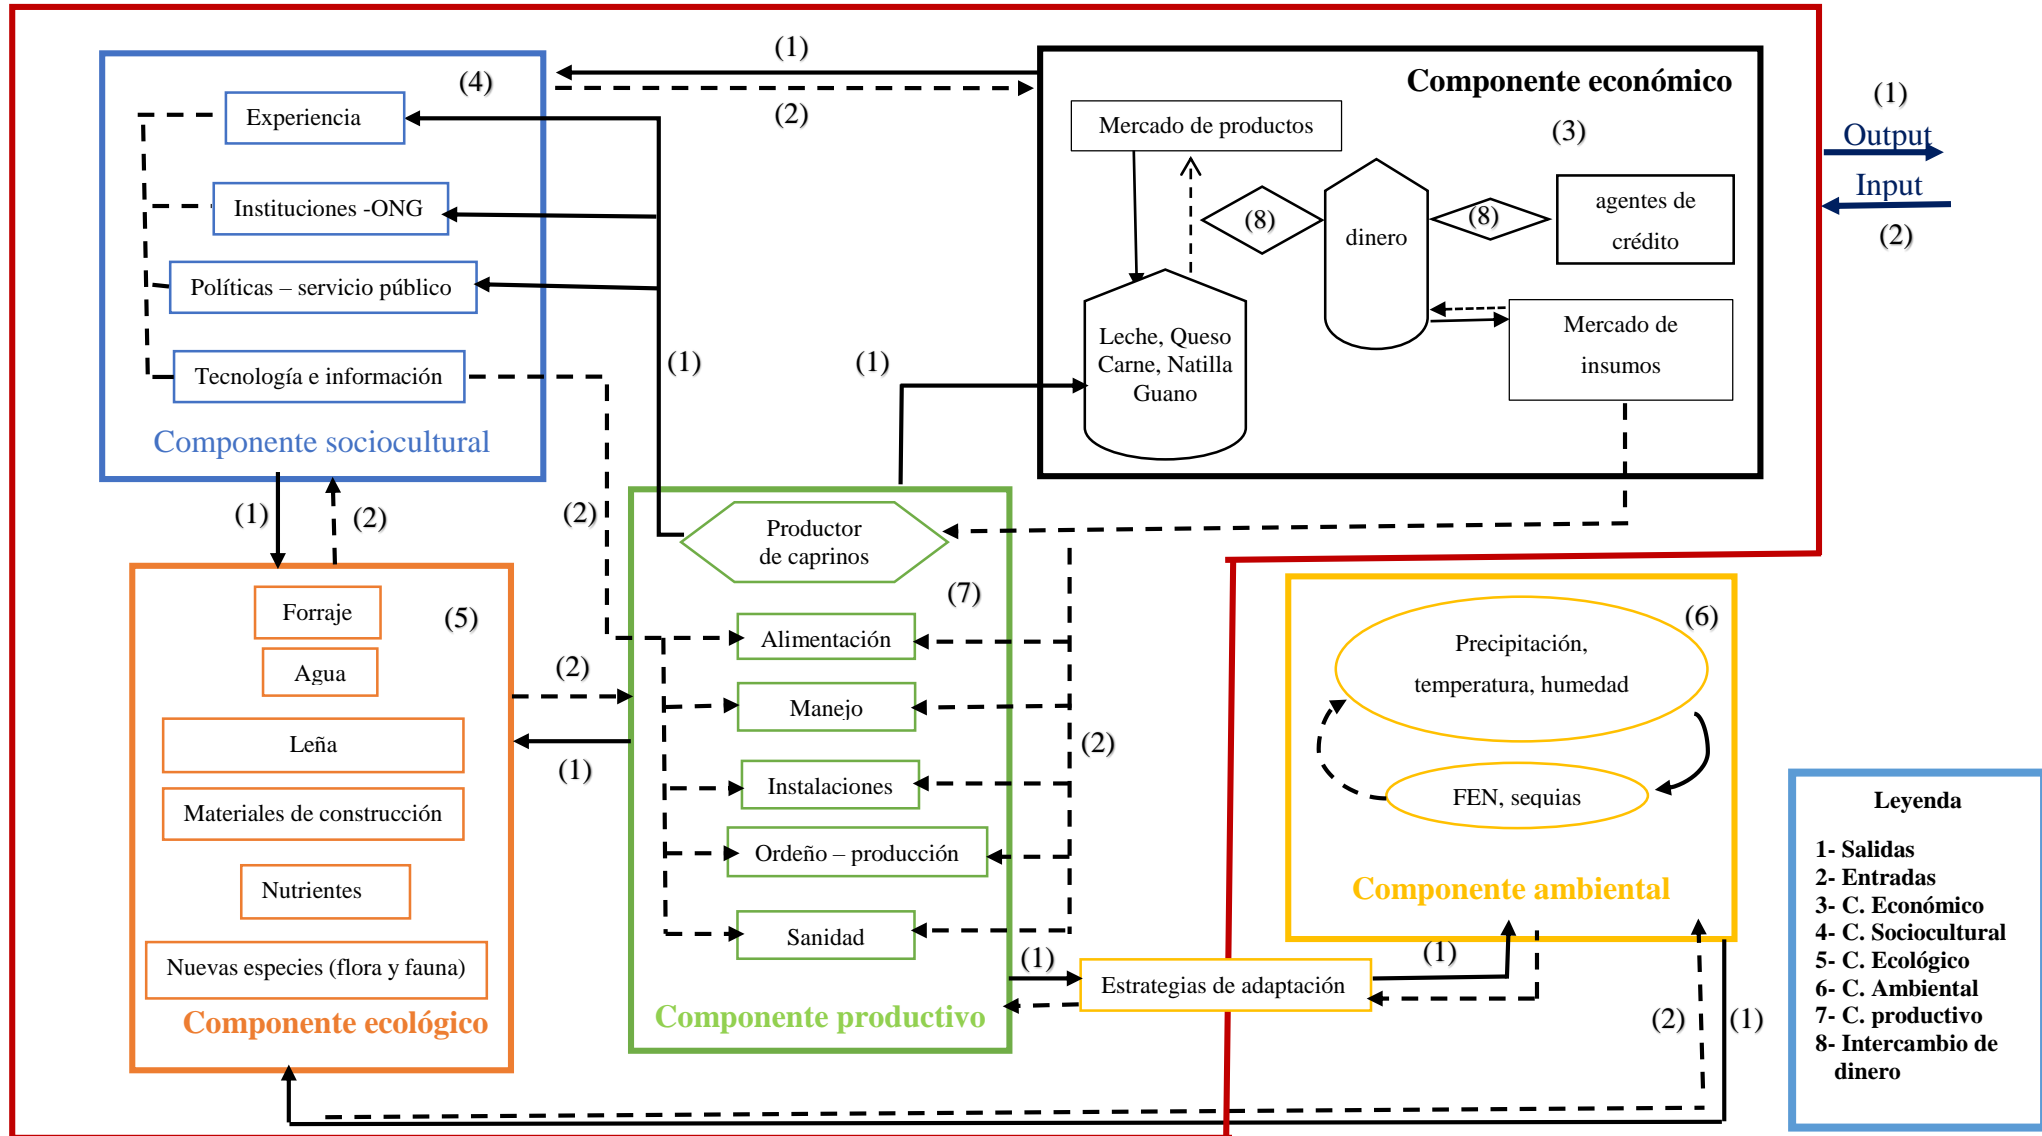 (4)
Experiencia
Instituciones -ONG
Políticas – servicio público
Tecnología e información
Componente sociocultural
(1)
(2)
Componente económico
(3)
Mercado de productos
(8)
dinero
(8)
agentes de
crédito
Leche, Queso
Carne, Natilla
Guano
Mercado de
insumos
(1)
Output
Input
(2)
(1)
(1)
(2)
(1)
(2)
Productor
de caprinos
(7)
Alimentación
Manejo
Instalaciones
Ordeño – producción
Sanidad
Componente productivo
(2)
(5)
Forraje
Agua
Leña
Materiales de construcción
Nutrientes
Nuevas especies (flora y fauna)
Componente ecológico
(2)
(1)
(6)
Precipitación,
temperatura, humedad
FEN, sequias
Componente ambiental
(1)
Estrategias de adaptación
(1)
(2)
(1)
Leyenda
1- Salidas
2- Entradas
3- C. Económico
4- C. Sociocultural
5- C. Ecológico
6- C. Ambiental
7- C. productivo
8- Intercambio de
dinero